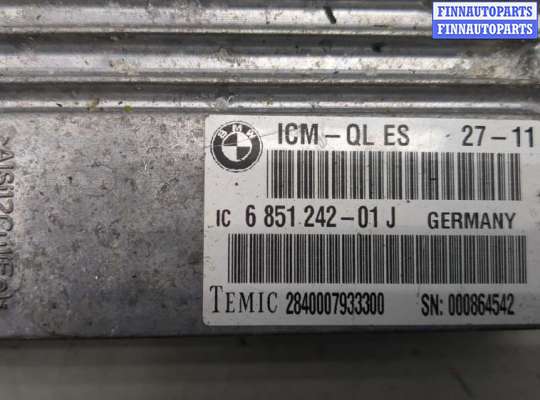 FINNAUTOPARTS
FINNAUTOPARTS
BMW ICM-QL ES 27-11
IC 6 851 242-01 J GERMANY
TEMIC 2840007933300 SN: 000864542